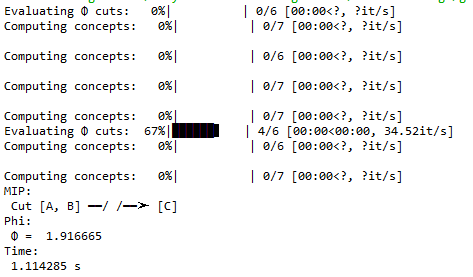 Evaluating Φ cuts:   0%|          | 0/6 [00:00<?, ?it/s]
Computing concepts:   0%|          | 0/7 [00:00<?, ?it/s]
Computing concepts:   0%|          | 0/6 [00:00<?, ?it/s]
Computing concepts:   0%|          | 0/7 [00:00<?, ?it/s]
Computing concepts:   0%|          | 0/7 [00:00<?, ?it/s]
Evaluating Φ cuts:  67%|██████▋   | 4/6 [00:00<00:00, 34.52it/s]
Computing concepts:   0%|          | 0/6 [00:00<?, ?it/s]
Computing concepts:   0%|          | 0/7 [00:00<?, ?it/s]
MIP:
Cut [A, B] ━━/ /━━➤ [C]
Phi:
Φ =  1.916665
Time:
1.114285 s